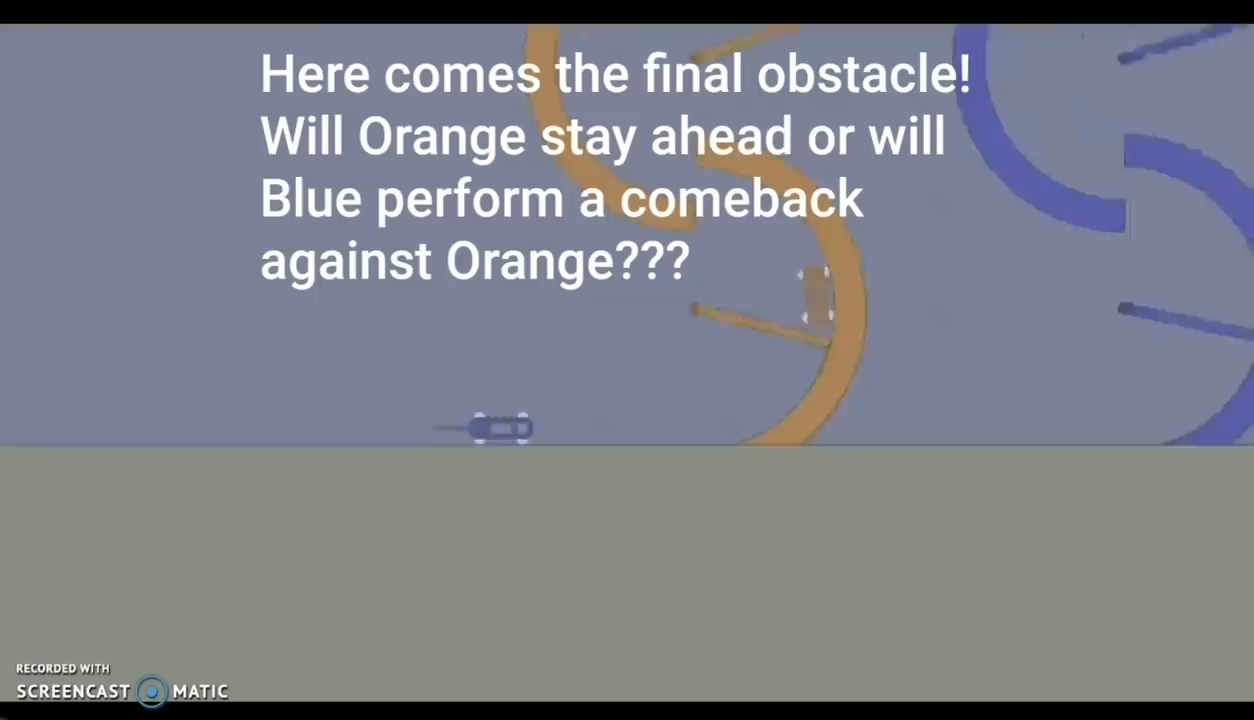 Here comes the final obstacle!
Will Orange stay ahead or will
Blue perform a comeback
against Orange???
RECORDED WITH
SCREENCAST MATIC